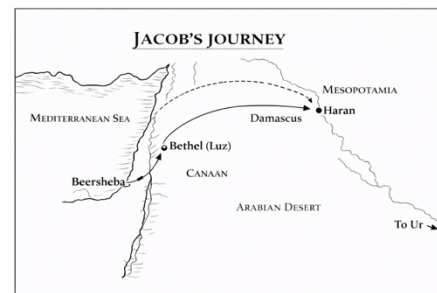 JACOB'S JOURNEY
MESOPOTAMIA
MEDITERRANEAN SEA
Damascus
Haran
Bethel (Luz)
Beersheba
CANAAN
ARABIAN DESERT
To Ur